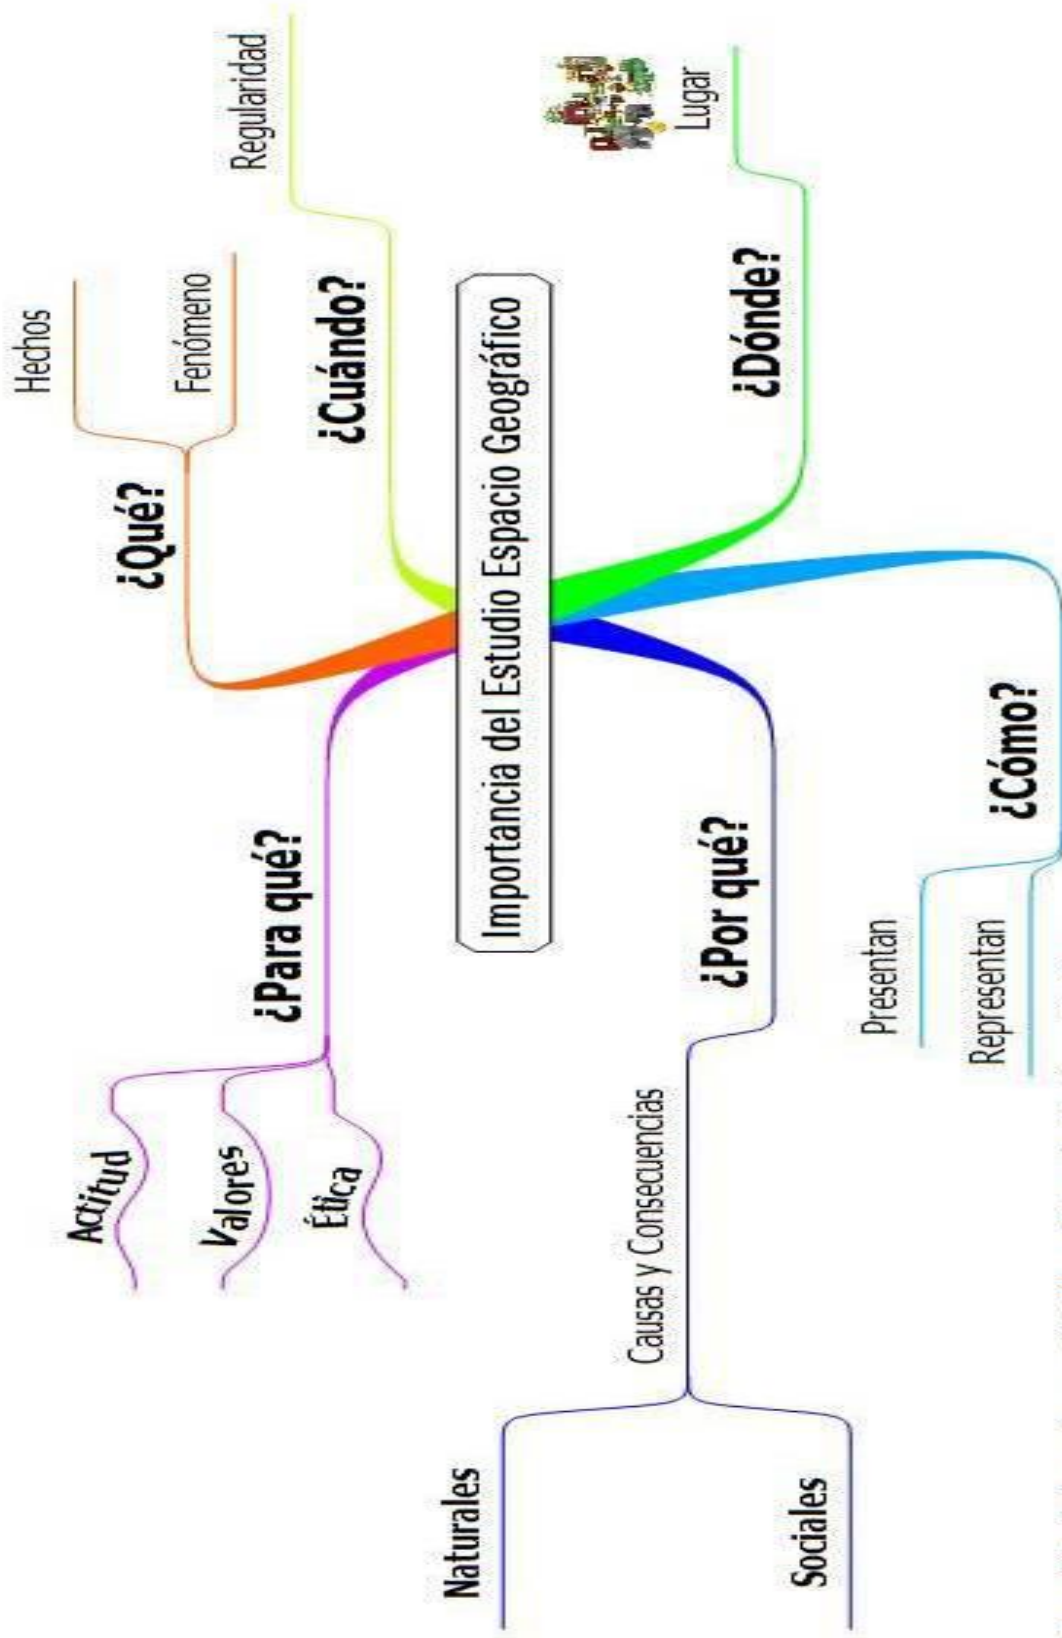 Importancia del Estudio Espacio Geográfico
¿Qué?
Hechos
Fenómeno
¿Cuándo?
Regularidad
¿Dónde?
Lugar
¿Cómo?
Presentan
Representan
¿Por qué?
Causas y Consecuencias
Naturales
Sociales
¿Para qué?
Actitud
Valores
Ética